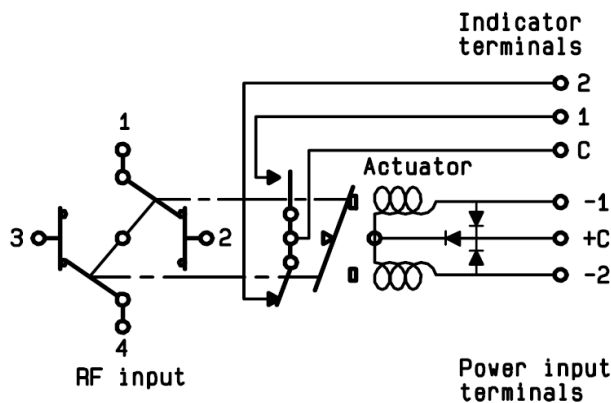 Indicator
terminals
2
1
C
Actuator
-1
+C
-2
1
3
2
4
RF input
Power input
terminals